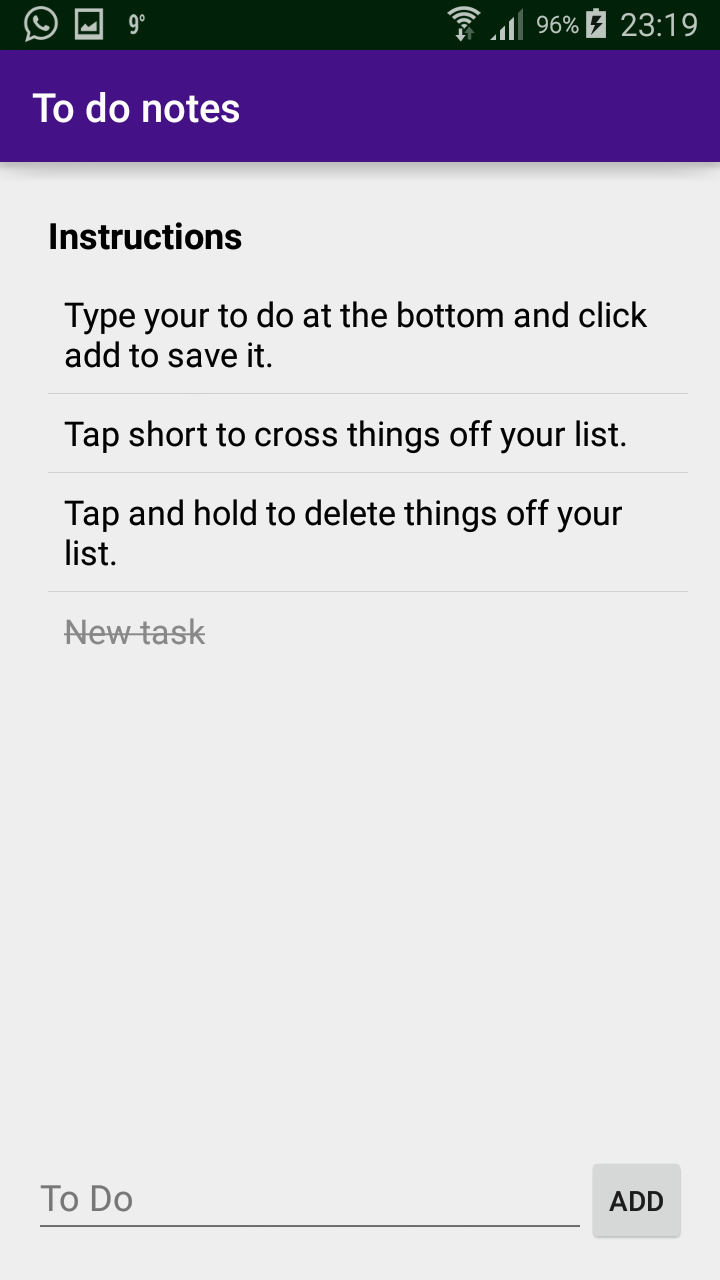 9°
96%
23:19
To do notes
Instructions
Type your to do at the bottom and click
add to save it.
Tap short to cross things off your list.
Tap and hold to delete things off your
list.
New task
To Do
ADD